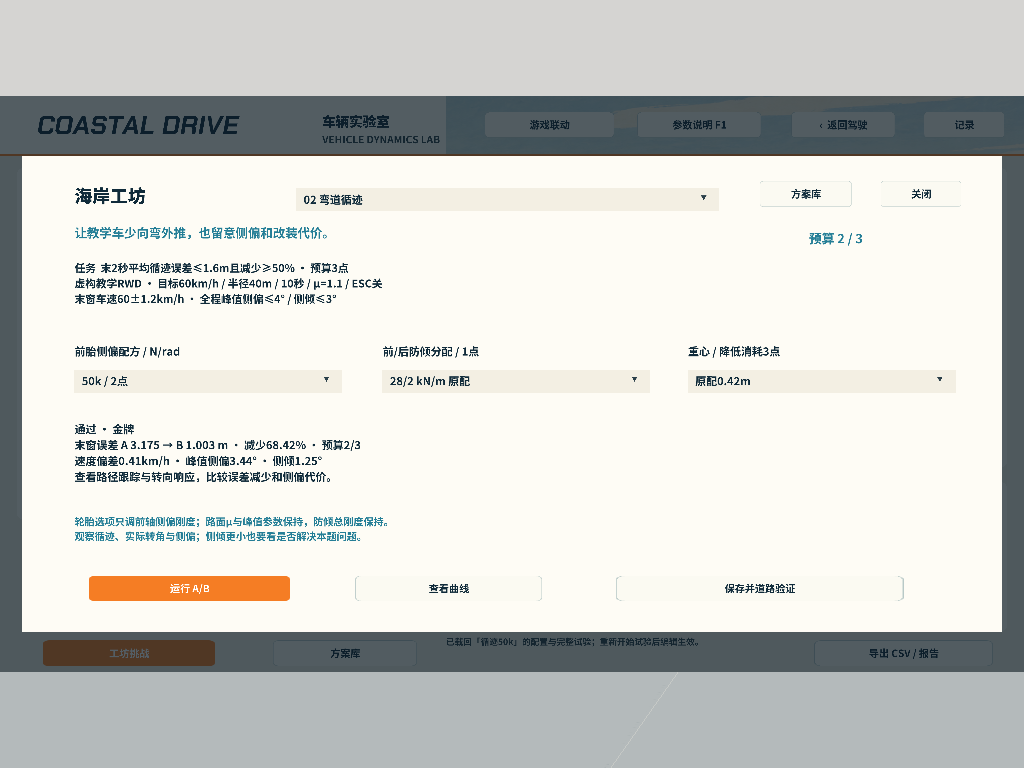 COASTAL DRIVE
车辆实验室
VEHICLE DYNAMICS LAB
游戏联动
参数说明 F1
‹ 返回驾驶
记录
海岸工坊
02 弯道循迹
方案库
关闭
让教学车少向弯外推，也留意侧偏和改装代价。
预算 2 / 3
任务 末2秒平均循迹误差≤1.6m且减少≥50% · 预算3点
虚构教学RWD · 目标60km/h / 半径40m / 10秒 / μ=1.1 / ESC关
末窗车速60±1.2km/h · 全程峰值侧偏≤4° / 侧倾≤3°
前胎侧偏配方 / N/rad
前/后防倾分配 / 1点
重心 / 降低消耗3点
50k / 2点
28/2 kN/m 原配
原配0.42m
通过 · 金牌
末窗误差 A 3.175 → B 1.003 m · 减少68.42% · 预算2/3
速度偏差0.41km/h · 峰值侧偏3.44° · 侧倾1.25°
查看路径跟踪与转向响应，比较误差减少和侧偏代价。
轮胎选项只调前轴侧偏刚度；路面μ与峰值参数保持，防倾总刚度保持。
观察循迹、实际转角与侧偏；侧倾更小也要看是否解决本题问题。
运行 A/B
查看曲线
保存并道路验证
工坊挑战
方案库
已载回「循迹50k」的配置与完整试验；重新开始试验后编辑生效。
导出 CSV / 报告